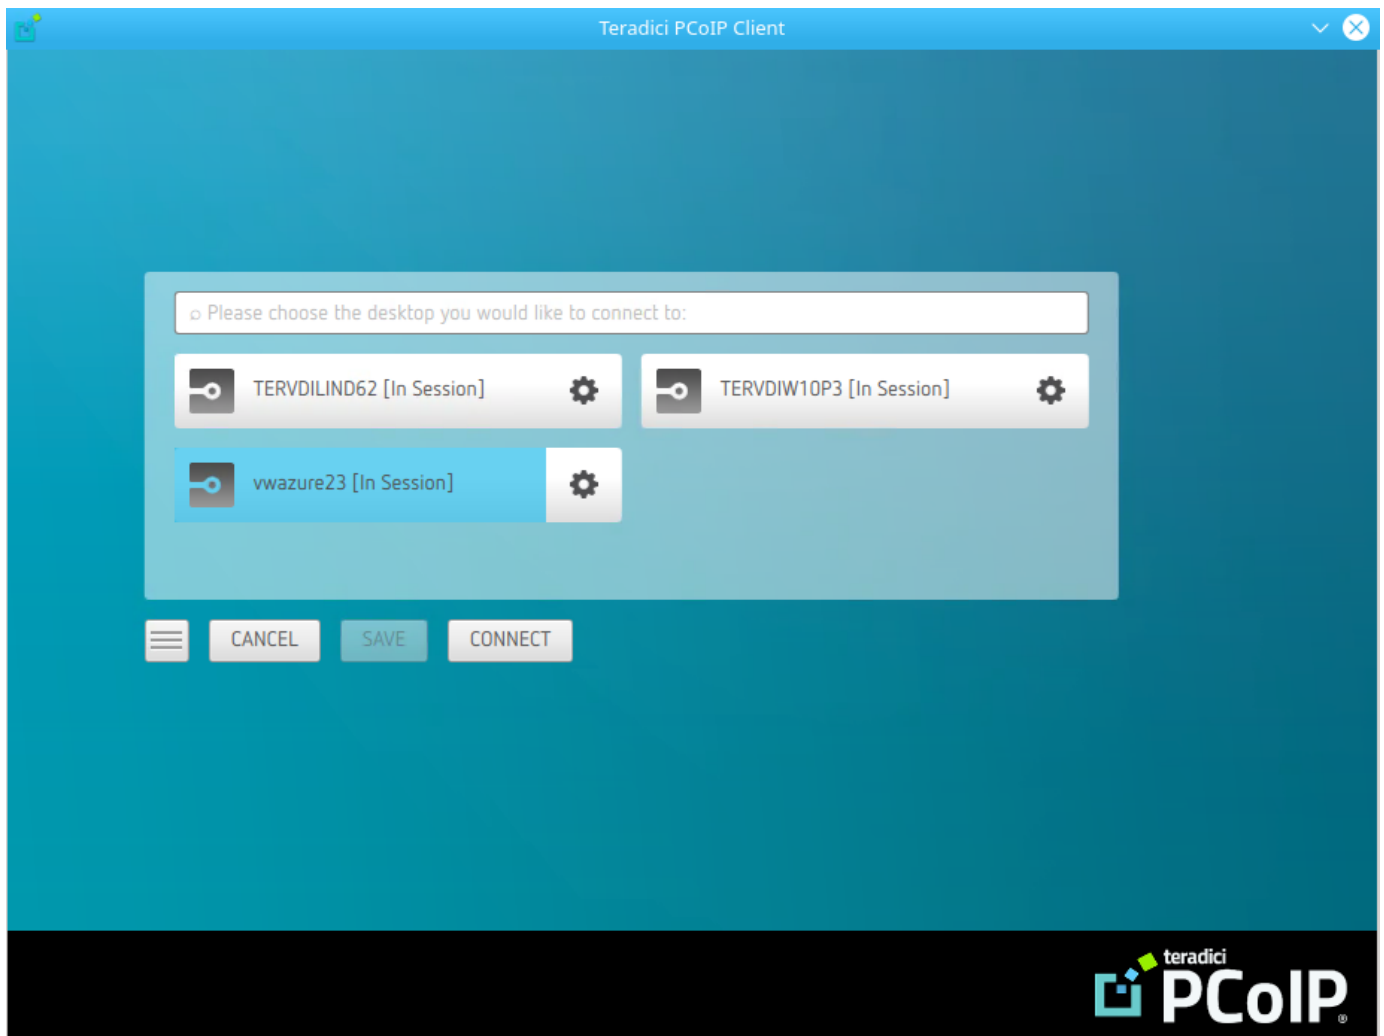 Teradici PCoIP Client
Please choose the desktop you would like to connect to:
TERVDILIND62 [In Session]
TERVDIW10P3 [In Session]
vwazure23 [In Session]
CANCEL
SAVE
CONNECT
teradici
PCoIP®